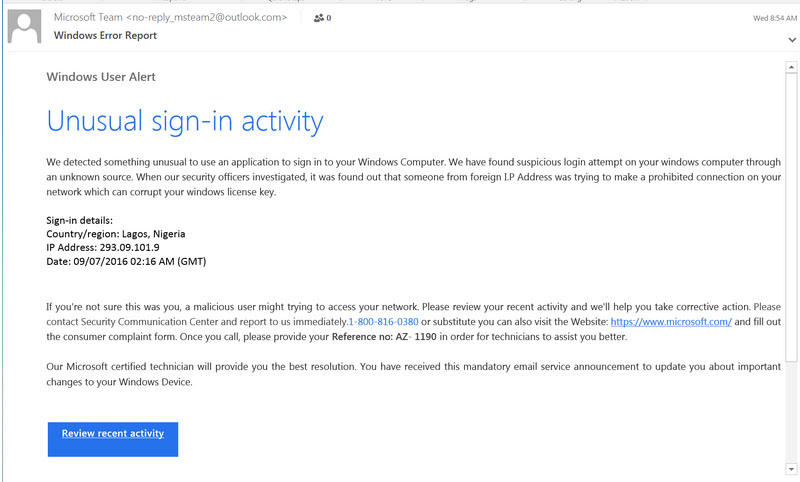 Microsoft Team <no-reply_msteam2@outlook.com>
0
Wed 8:54 AM
Windows Error Report
Windows User Alert
Unusual sign-in activity
We detected something unusual to use an application to sign in to your Windows Computer. We have found suspicious login attempt on your windows computer through
an unknown source. When our security officers investigated, it was found out that someone from foreign I.P Address was trying to make a prohibited connection on your
network which can corrupt your windows license key.
Sign-in details:
Country/region: Lagos, Nigeria
IP Address: 293.09.101.9
Date: 09/07/2016 02:16 AM (GMT)
If you're not sure this was you, a malicious user might trying to access your network. Please review your recent activity and we'll help you take corrective action. Please
contact Security Communication Center and report to us immediately.1-800-816-0380 or substitute you can also visit the Website: https://www.microsoft.com/ and fill out
the consumer complaint form. Once you call, please provide your Reference no: AZ- 1190 in order for technicians to assist you better.
Our Microsoft certified technician will provide you the best resolution. You have received this mandatory email service announcement to update you about important
changes to your Windows Device.
Review recent activity